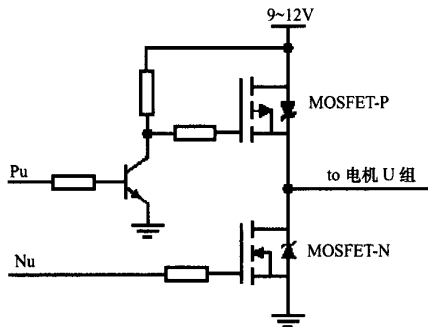 9~12V
MOSFET-P
Pu
to 电机 U 组
Nu
MOSFET-N